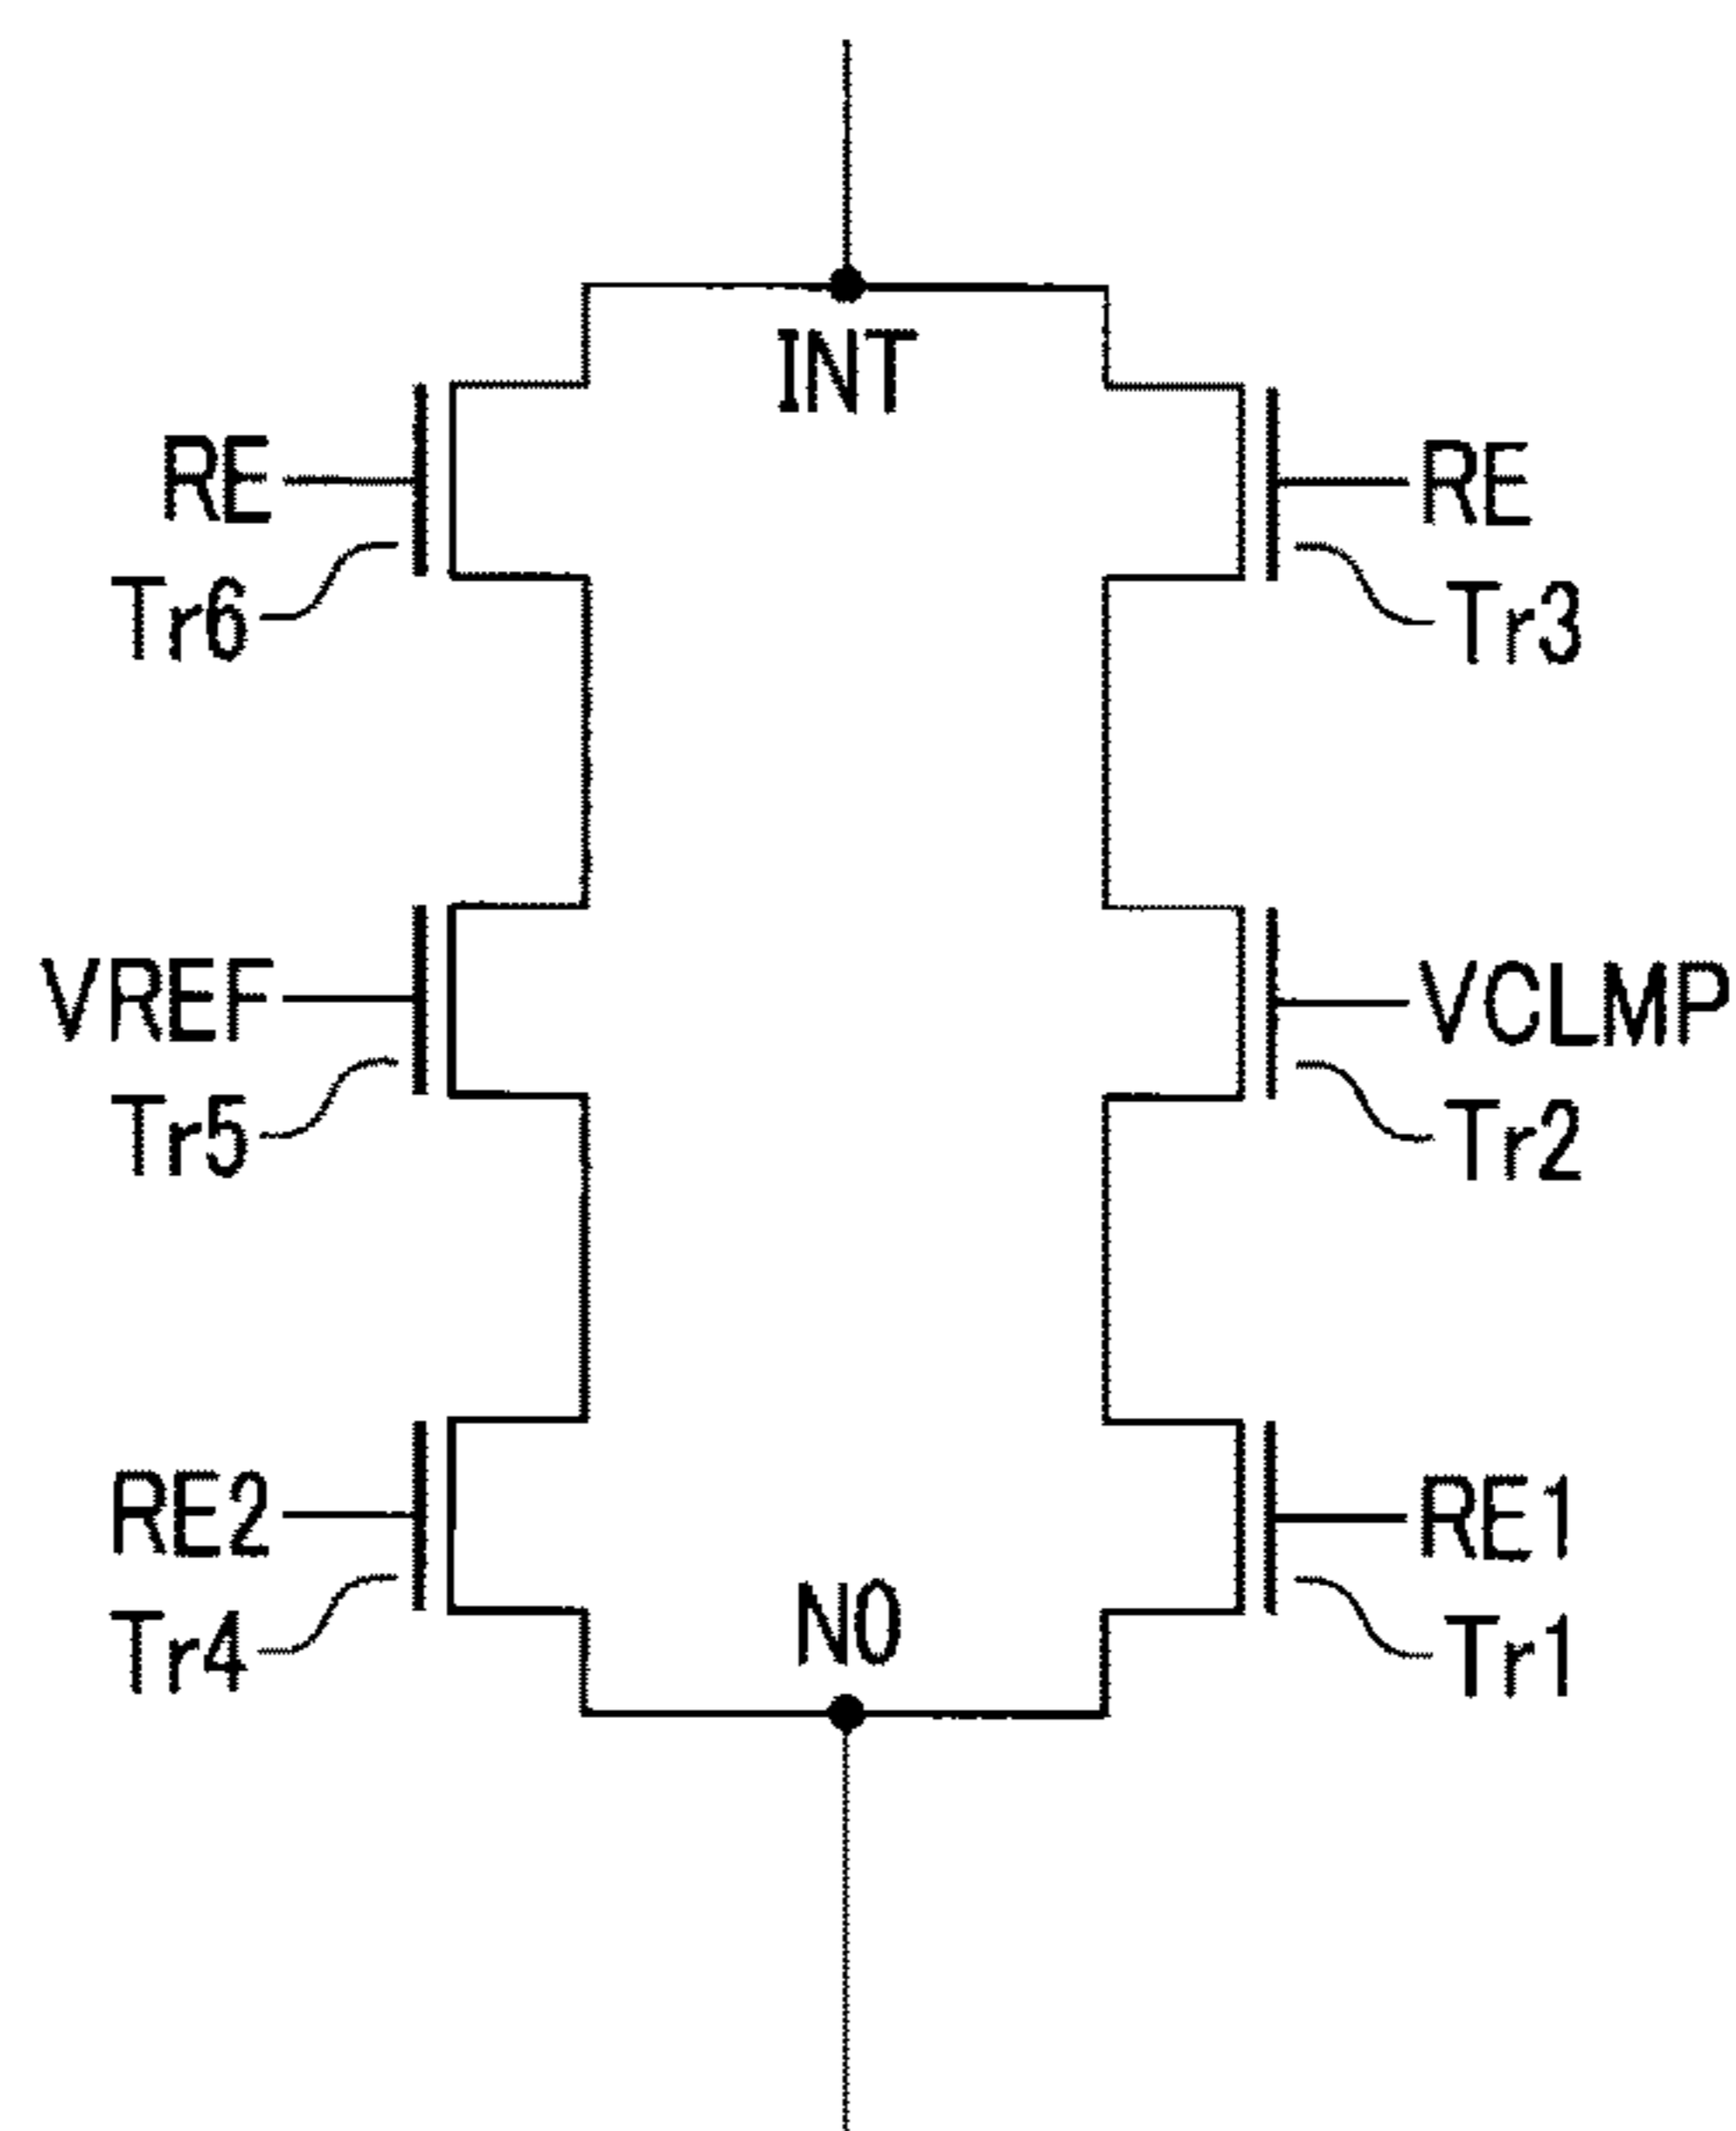 INT
RE
RE
Tr6
Tr3
VREF
VCLMP
Tr5
Tr2
RE2
RE1
N0
Tr4
Tr1